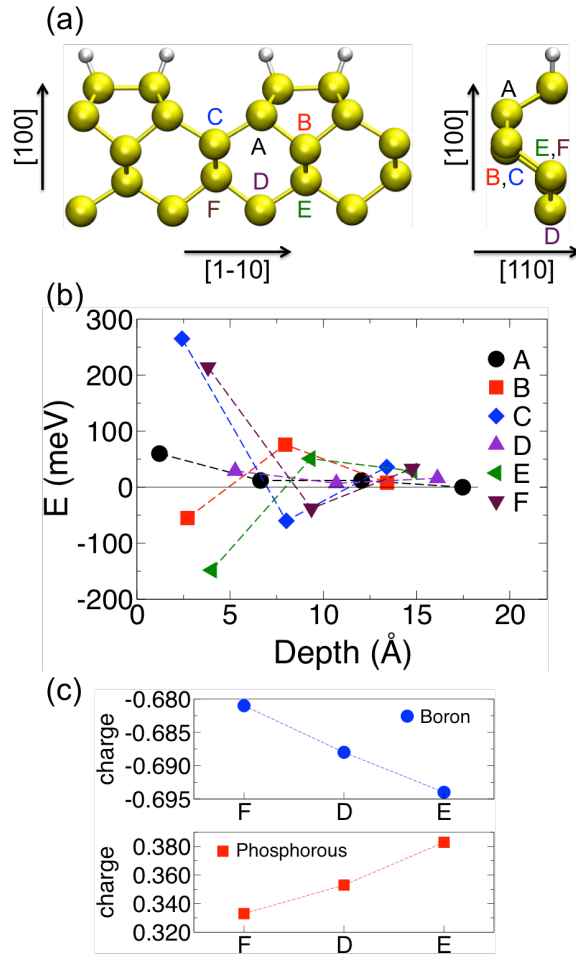 (a)
C
B
A
[100]
D
F
E
[1-10]
A
[100]
E,F
B,C
D
[110]
(b)
300
200
100
0
-100
-200
E (meV)
0
5
10
15
20
Depth (Å)
A
B
C
D
E
F
(c)
-0.680
-0.685
-0.690
-0.695
charge
Boron
F
D
E
0.380
0.360
0.340
0.320
charge
Phosphorous
F
D
E